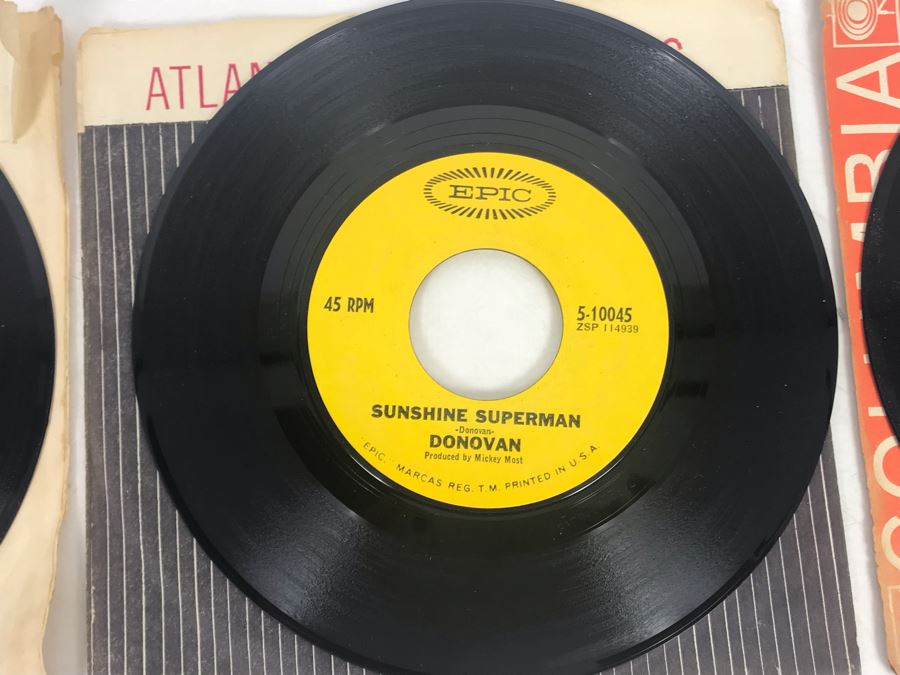 ATLAN
EPIC
45 RPM
5-10045
ZSP 114939
SUNSHINE SUPERMAN
-Donovan-
DONOVAN
Produced by Mickey Most
"EPIC," MARCAS REG. T.M. PRINTED IN U.S.A.